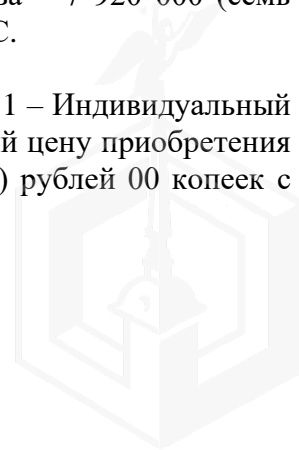 7 920 000 (семь
1 – Индивидуальный
цену приобретения
) рублей 00 копеек с